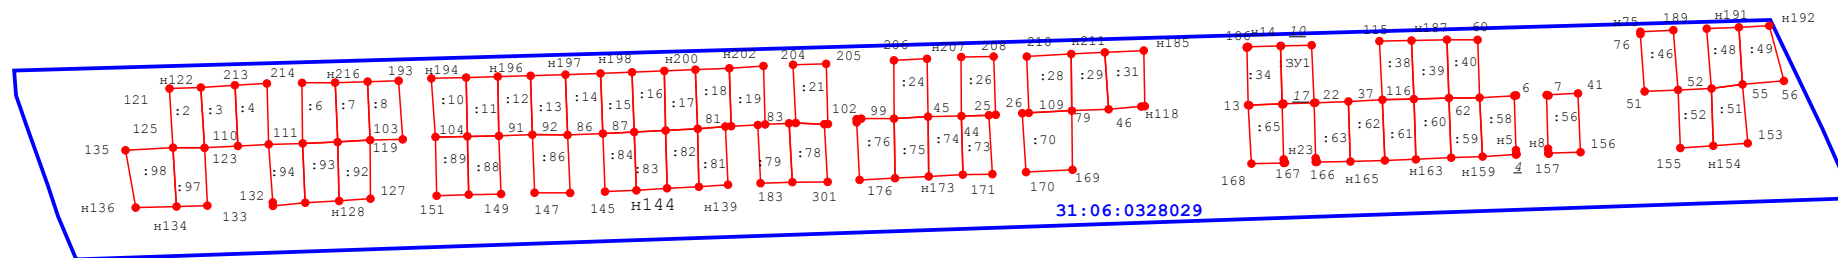 н122 213 214 н216 193 н194 н196 н197 н198 н200 н202 204 205 206 н207 208 210 н211 н185 186 н14 10 115 н187 60 н75 189 н191 н192
76
121 :2 :3 :4 :6 :7 :8 :10 :11 :12 :13 :14 :15 :16 :17 :18 :19 :21 :24 :26 :28 :29 :31 :34 :ЗУ1 :38 :39 :40 :46 :48 :49
125 110 111 103 104 91 92 86 87 81 83 102 99 45 25 26 109 79 46 н118 13 17 22 37 116 62 6 7 41 51 52 55 56
135 123 119 44
:98 :97 :94 :93 :92 :89 :88 :86 :84 :83 :82 :81 :79 :78 :76 :75 :74 :73 :70 :65 :63 :62 :61 :60 :59 :58 :56 :52 :51
н23 н5 н8 153
н136 н134 133 132 н128 127 151 149 147 145 н144 н139 183 301 176 н173 171 170 169 168 167 166 н165 н163 н159 4 157 156 155 н154
31:06:0328029